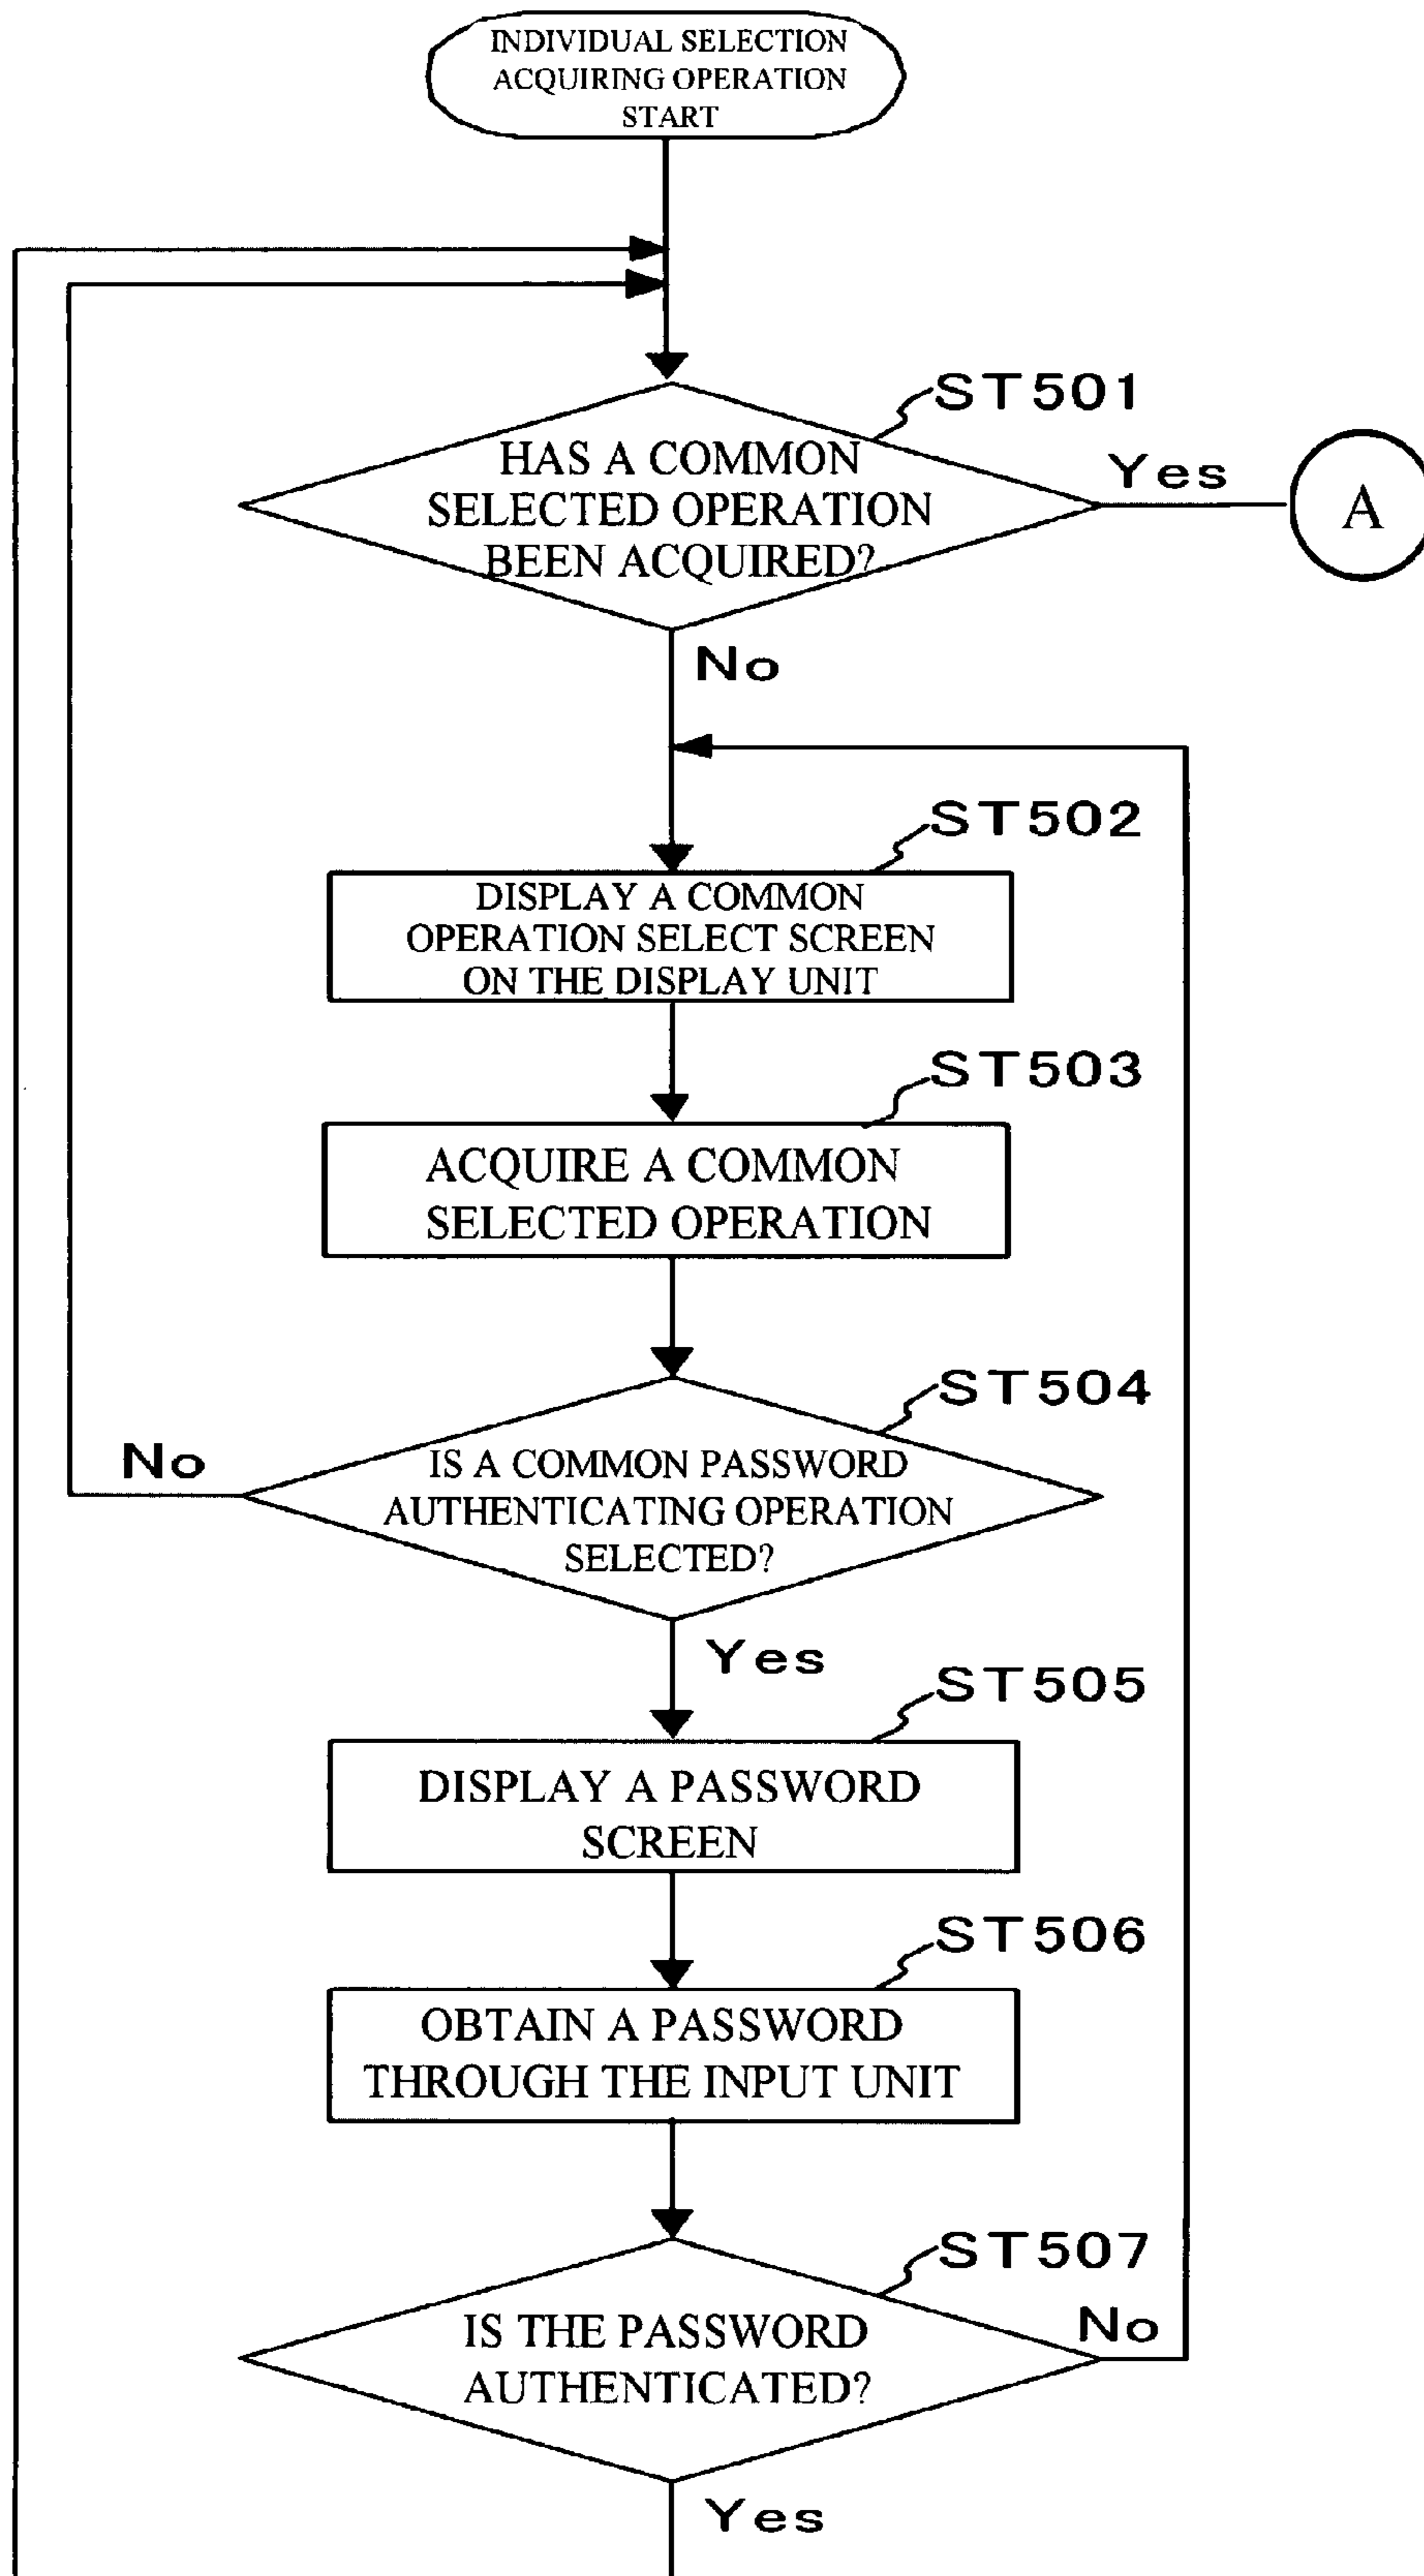 INDIVIDUAL SELECTION
ACQUIRING OPERATION
START
ST501
HAS A COMMON
SELECTED OPERATION
BEEN ACQUIRED?
Yes
A
No
ST502
DISPLAY A COMMON
OPERATION SELECT SCREEN
ON THE DISPLAY UNIT
ST503
ACQUIRE A COMMON
SELECTED OPERATION
ST504
No
IS A COMMON PASSWORD
AUTHENTICATING OPERATION
SELECTED?
Yes
ST505
DISPLAY A PASSWORD
SCREEN
ST506
OBTAIN A PASSWORD
THROUGH THE INPUT UNIT
ST507
IS THE PASSWORD
AUTHENTICATED?
No
Yes